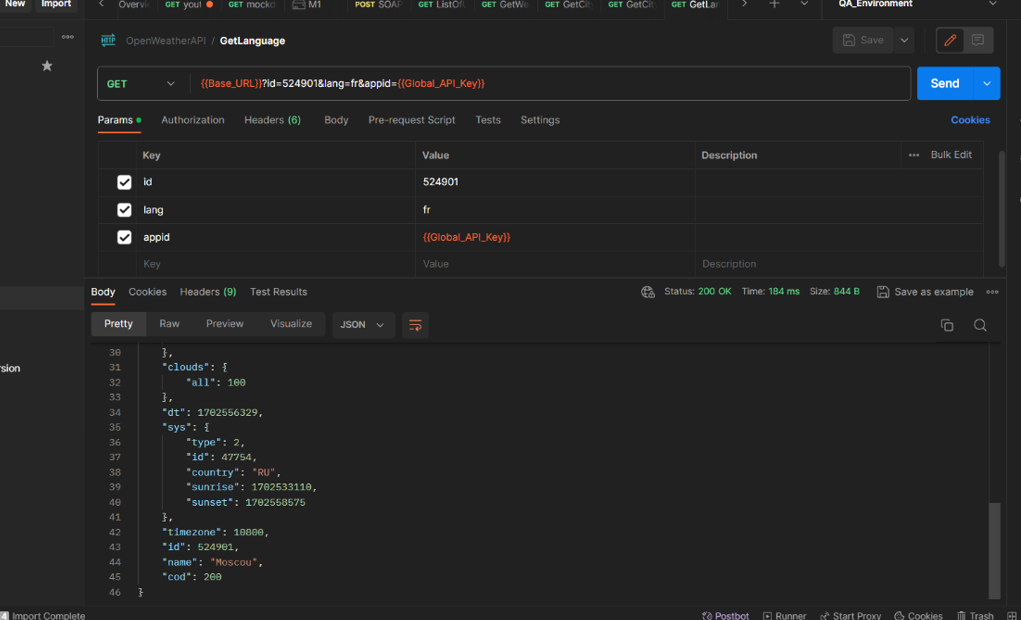 New Import Overvi GET yout GET mockd M1 POST SOAP GET ListOf GET GetWe GET GetCit GET GetCit GET GetLar QA_Environment
HTTP OpenWeatherAPI / GetLanguage Save
GET {{Base_URL}}?id=524901&lang=fr&appid={{Global_API_Key}} Send
Params Authorization Headers (6) Body Pre-request Script Tests Settings Cookies
Key Value Description Bulk Edit
id 524901
lang fr
appid {{Global_API_Key}}
Key Value Description
Body Cookies Headers (9) Test Results Status: 200 OK Time: 184 ms Size: 844 B Save as example
Pretty Raw Preview Visualize JSON
30 },
31 "clouds": {
rsion
32 "all": 100
33 },
34 "dt": 1702556329,
35 "sys": {
36 "type": 2,
37 "id": 47754,
38 "country": "RU",
39 "sunrise": 1702533110,
40 "sunset": 1702558575
41 },
42 "timezone": 10800,
43 "id": 524901,
44 "name": "Moscou",
45 "cod": 200
46 }
4 Import Complete Postbot Runner Start Proxy Cookies Trash